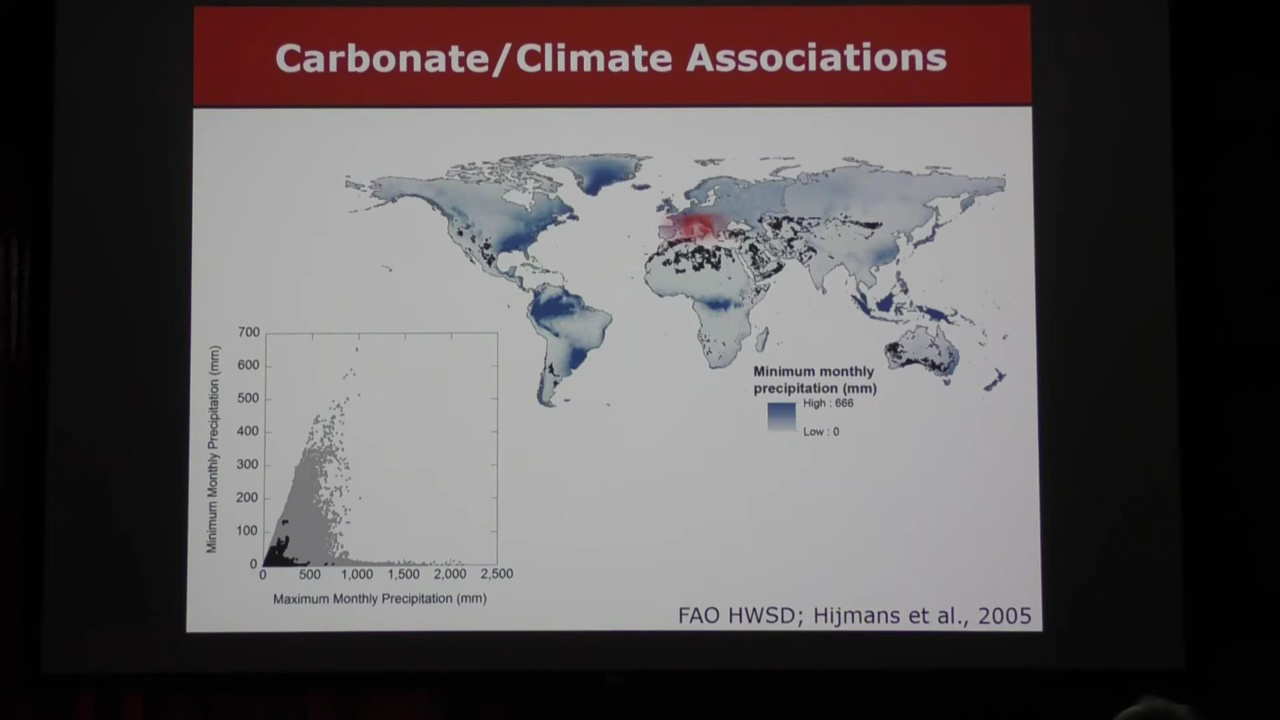 Carbonate/Climate Associations
Minimum monthly
precipitation (mm)
High : 666
Low : 0
Minimum Monthly Precipitation (mm)
700
600
500
400
300
200
100
0
0 500 1,000 1,500 2,000 2,500
Maximum Monthly Precipitation (mm)
FAO HWSD; Hijmans et al., 2005